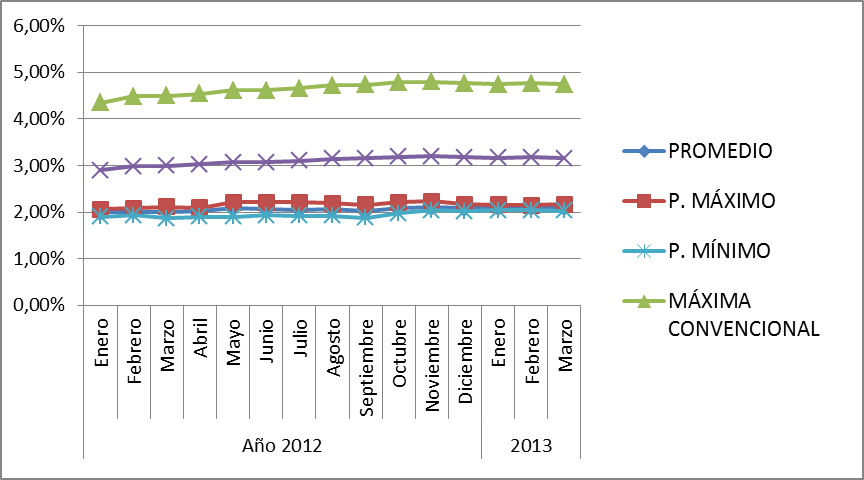 6,00%
5,00%
4,00%
3,00%
2,00%
1,00%
0,00%
Enero
Febrero
Marzo
Abril
Mayo
Junio
Julio
Agosto
Septiembre
Octubre
Noviembre
Diciembre
Enero
Febrero
Marzo
Año 2012
2013
PROMEDIO
P. MÁXIMO
P. MÍNIMO
MÁXIMA
CONVENCIONAL